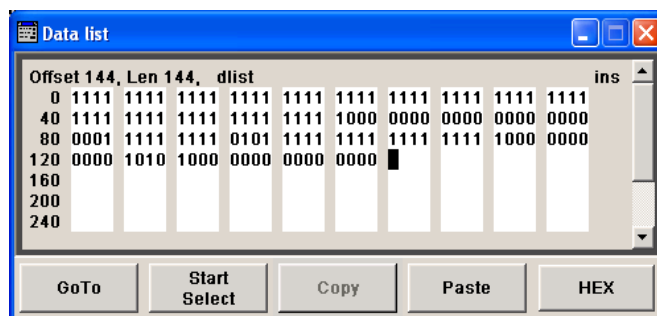 Data list
Offset 144, Len 144, dlist ins
0 1111 1111 1111 1111 1111 1111 1111 1111 1111 1111
40 1111 1111 1111 1111 1111 1000 0000 0000 0000 0000
80 0001 1111 1111 0101 1111 1111 1111 1111 1000 0000
120 0000 1010 1000 0000 0000 0000
160
200
240
GoTo Start Select Copy Paste HEX